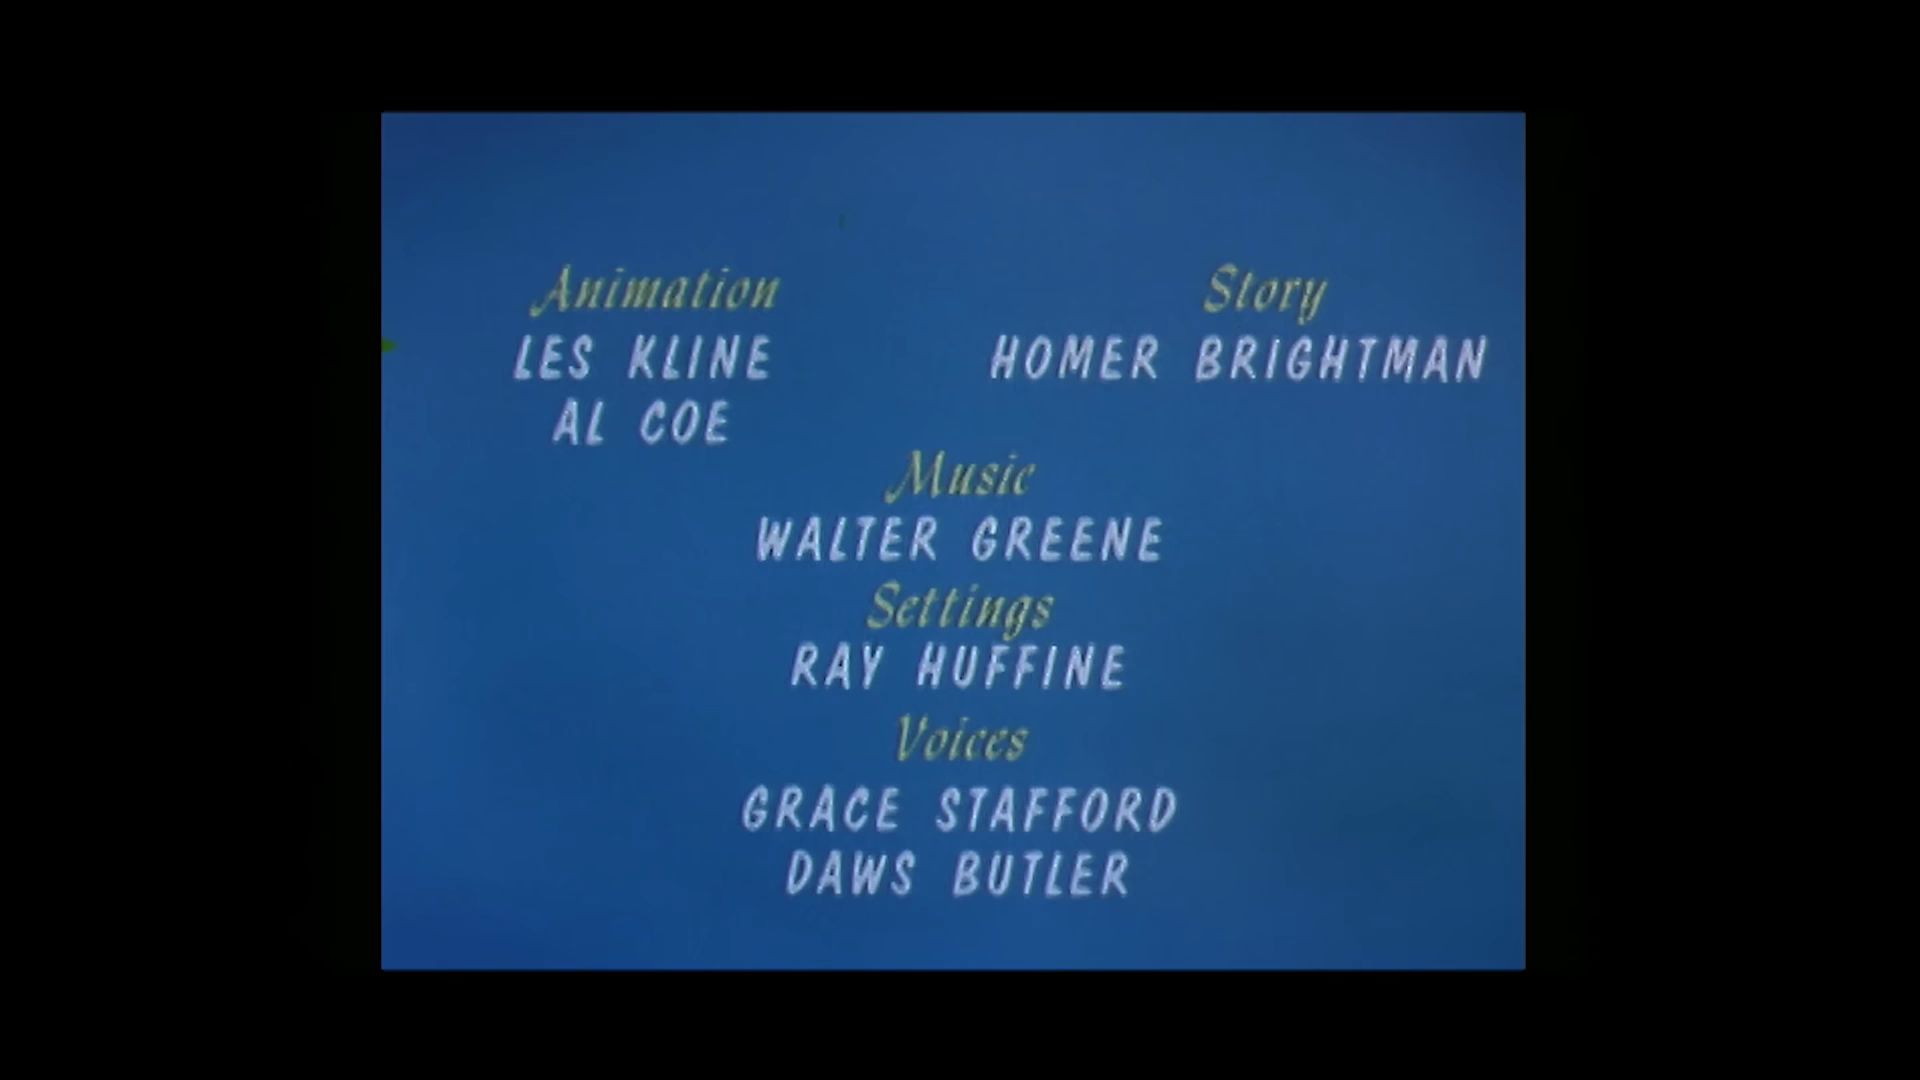 Animation
LES KLINE
AL COE
Story
HOMER BRIGHTMAN
Music
WALTER GREENE
Settings
RAY HUFFINE
Voices
GRACE STAFFORD
DAWS BUTLER